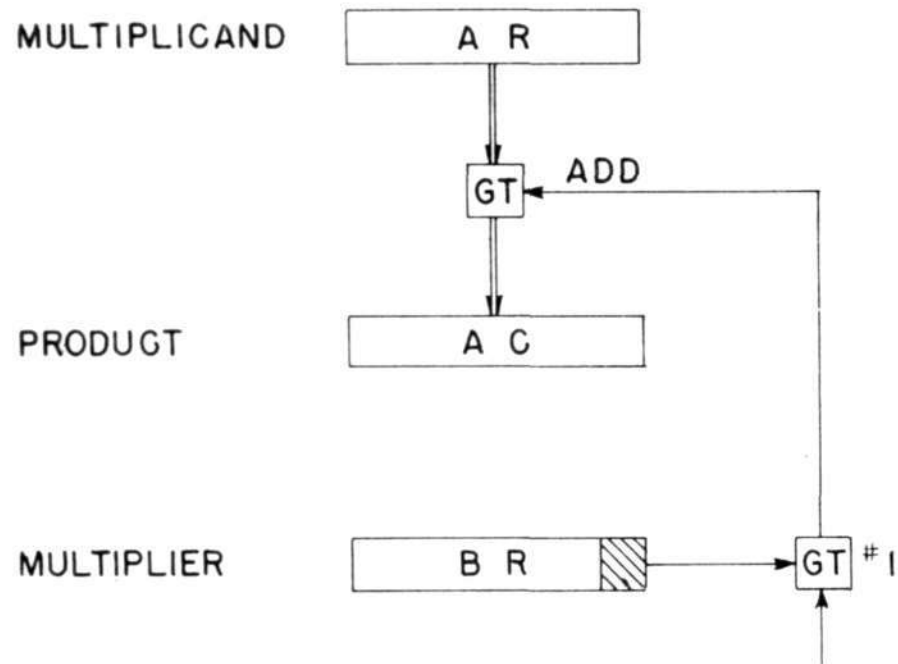 MULTIPLICAND
A R
GT
ADD
PRODUCT
A C
MULTIPLIER
B R
GT
#1